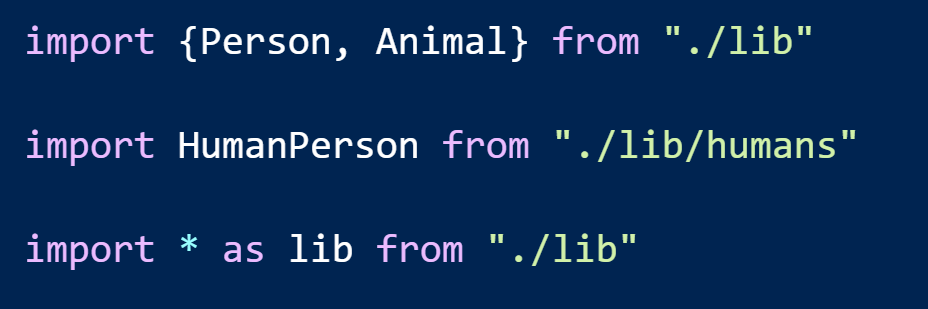 import {Person, Animal} from "./lib"
import HumanPerson from "./lib/humans"
import * as lib from "./lib"